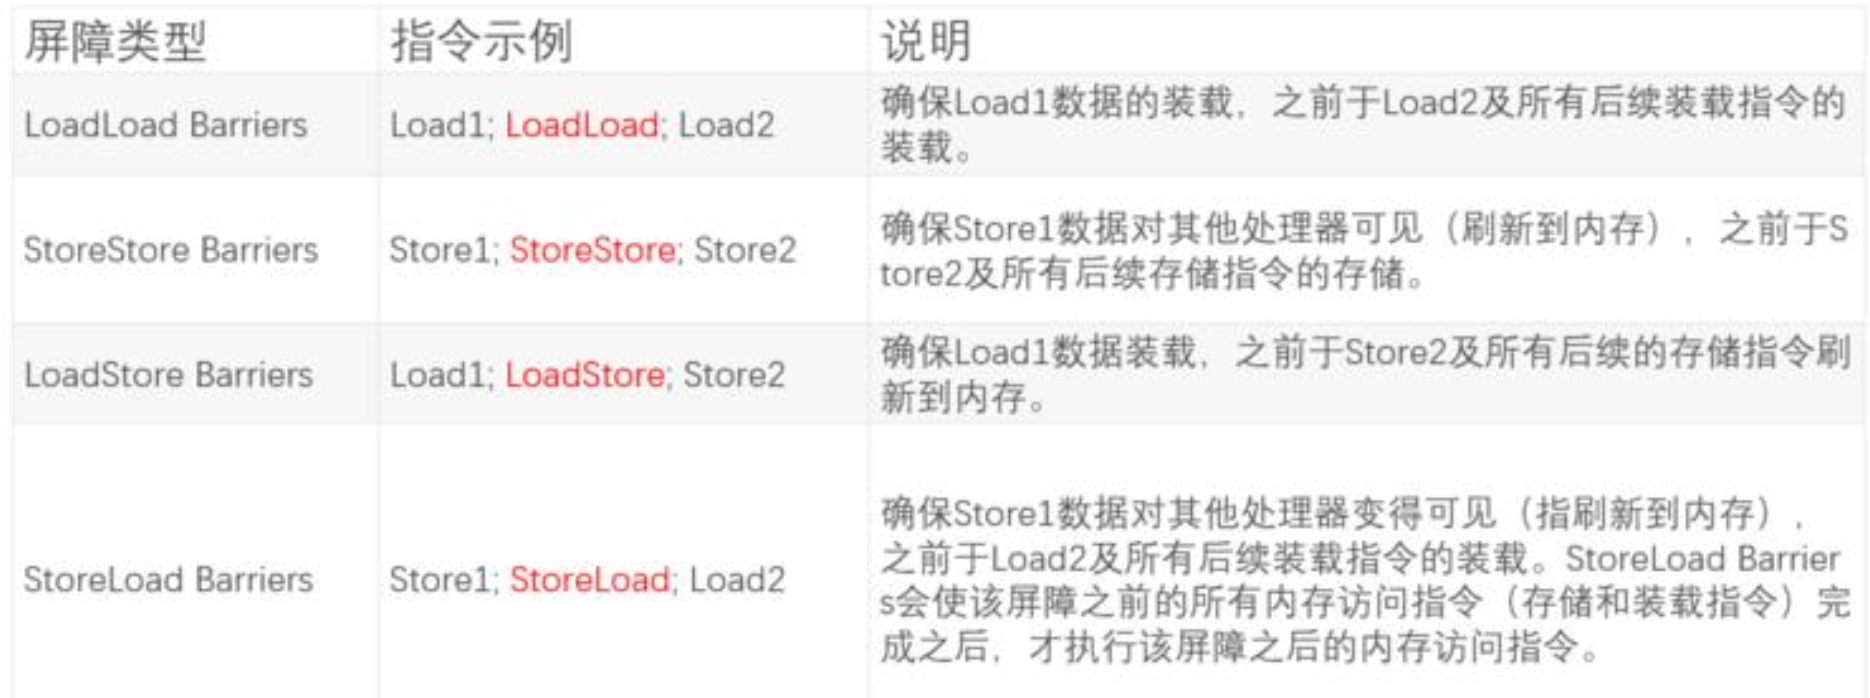 屏障类型 指令示例 说明
LoadLoad Barriers Load1; LoadLoad; Load2 确保Load1数据的装载，之前于Load2及所有后续装载指令的
装载。
StoreStore Barriers Store1; StoreStore; Store2 确保Store1数据对其他处理器可见（刷新到内存），之前于S
tore2及所有后续存储指令的存储。
LoadStore Barriers Load1; LoadStore; Store2 确保Load1数据装载，之前于Store2及所有后续的存储指令刷
新到内存。
StoreLoad Barriers Store1; StoreLoad; Load2 确保Store1数据对其他处理器变得可见（指刷新到内存），
之前于Load2及所有后续装载指令的装载。StoreLoad Barrier
s会使该屏障之前的所有内存访问指令（存储和装载指令）完
成之后，才执行该屏障之后的内存访问指令。